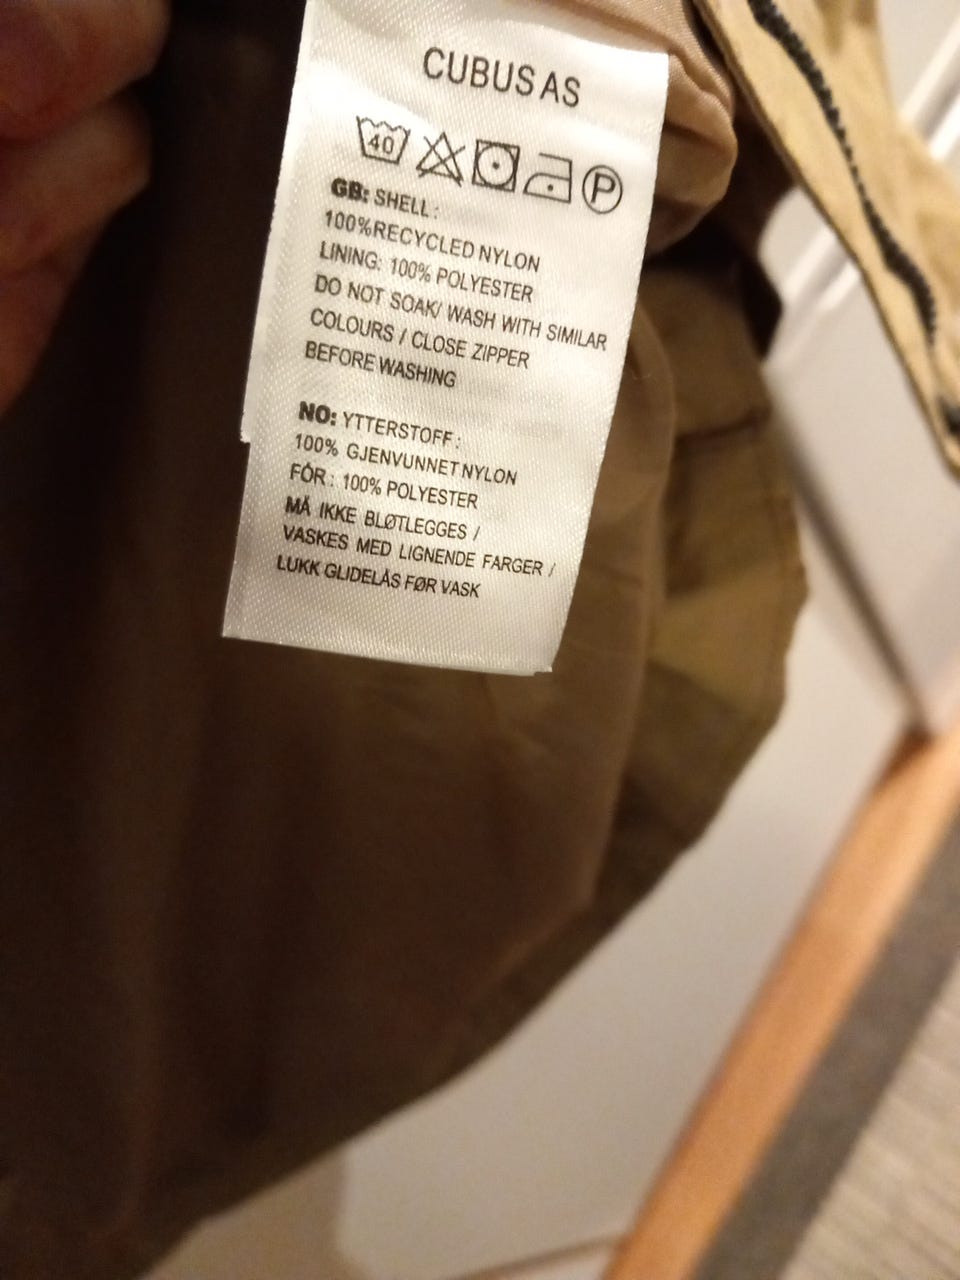 CUBUS AS
40 P
GB: SHELL:
100%RECYCLED NYLON
LINING: 100% POLYESTER
DO NOT SOAK/ WASH WITH SIMILAR
COLOURS / CLOSE ZIPPER
BEFORE WASHING
NO: YTTERSTOFF:
100% GJENVUNNET NYLON
FÔR: 100% POLYESTER
MÅ IKKE BLØTLEGGES /
VASKES MED LIGNENDE FARGER /
LUKK GLIDELÅS FØR VASK